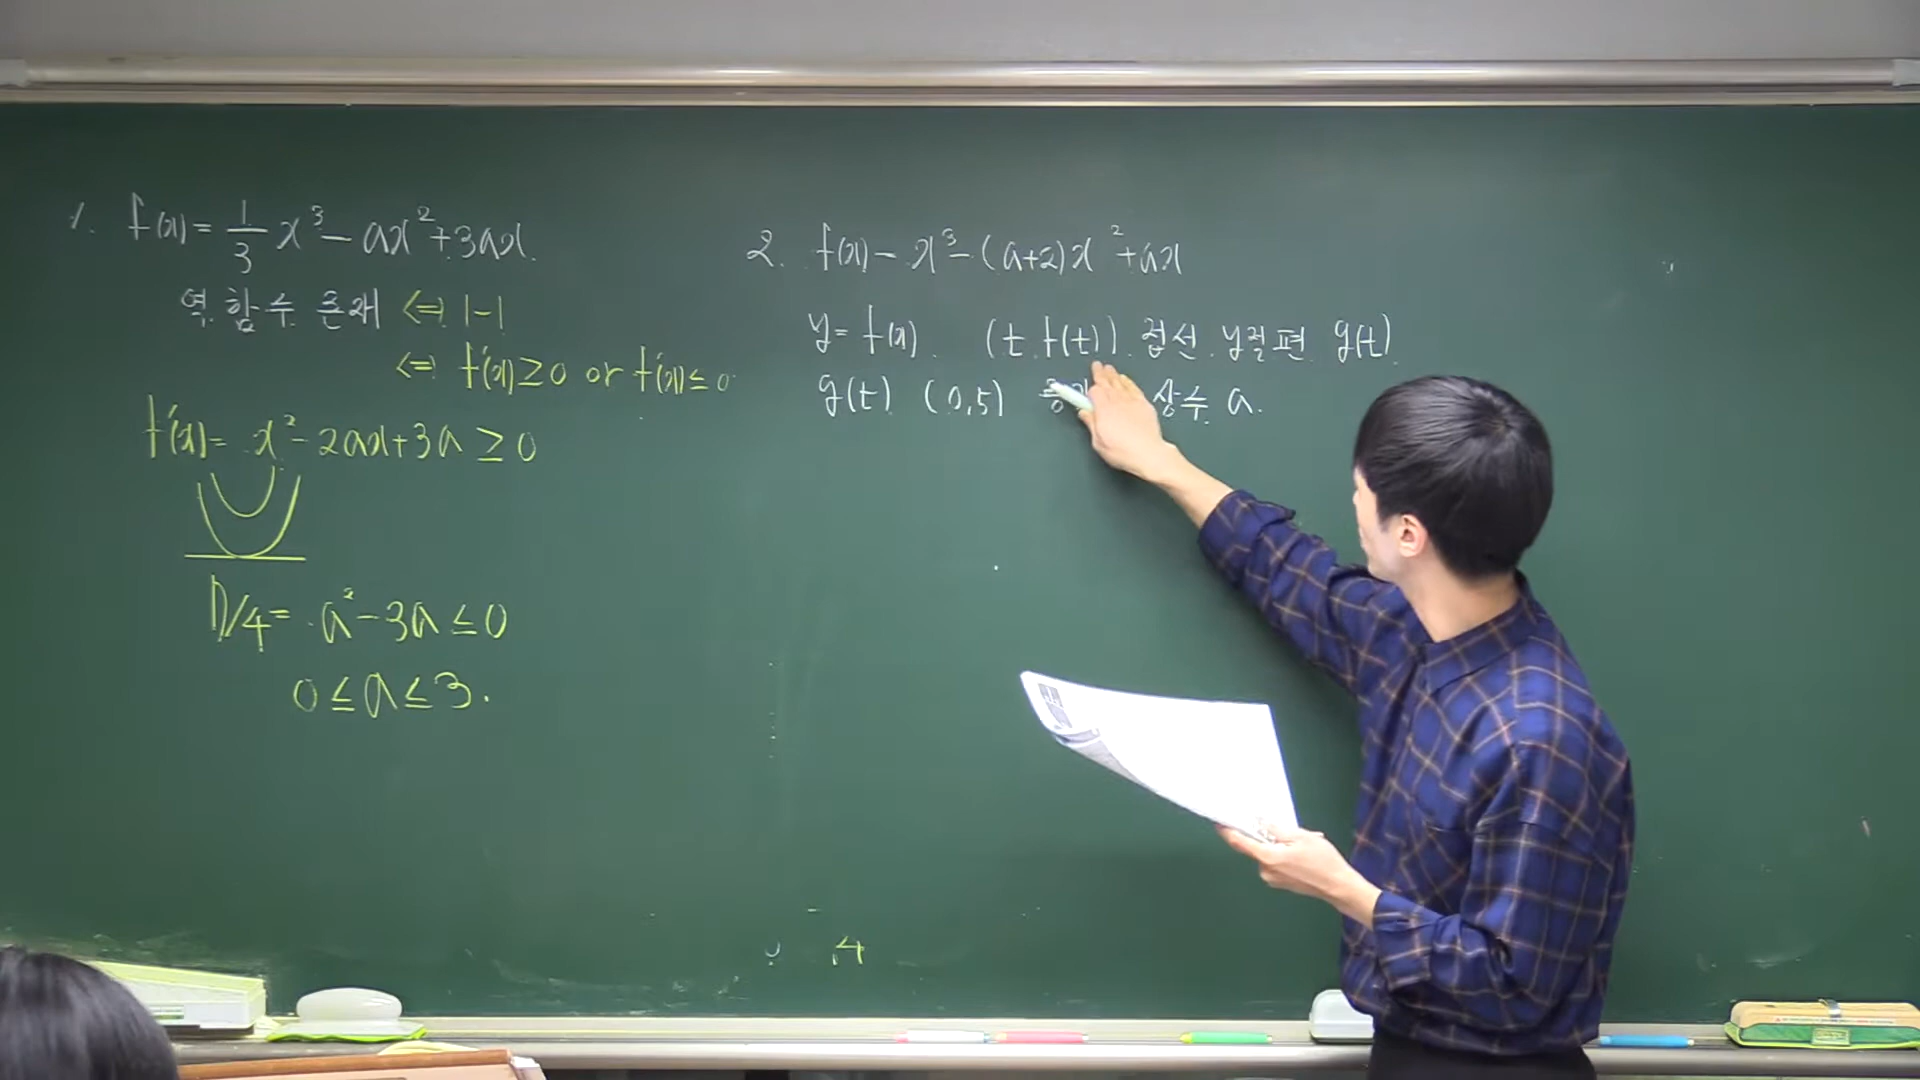 1. f(x)= 1/3 x³-ax²+3ax.
역함수 존재 ⇔ 1-1
⇔ f'(x)≥0 or f'(x)≤0
f'(x)= x²-2ax+3a ≥0
D/4= a²-3a≤0
0≤a≤3.
2. f(x)- x³-(a+2)x²+ax
y=f(x) (t f(t)) 접선 y절편 g(t)
g(t) (0,5) 상수 a.
4